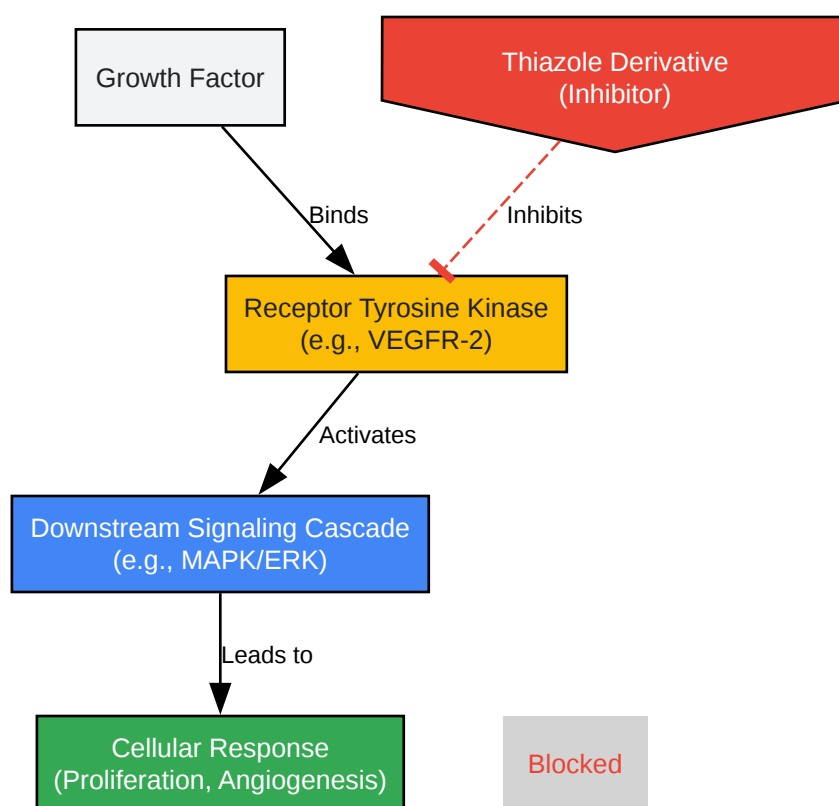 Growth Factor
Thiazole Derivative
(Inhibitor)
Binds
Inhibits
Receptor Tyrosine Kinase
(e.g., VEGFR-2)
Activates
Downstream Signaling Cascade
(e.g., MAPK/ERK)
Leads to
Cellular Response
(Proliferation, Angiogenesis)
Blocked